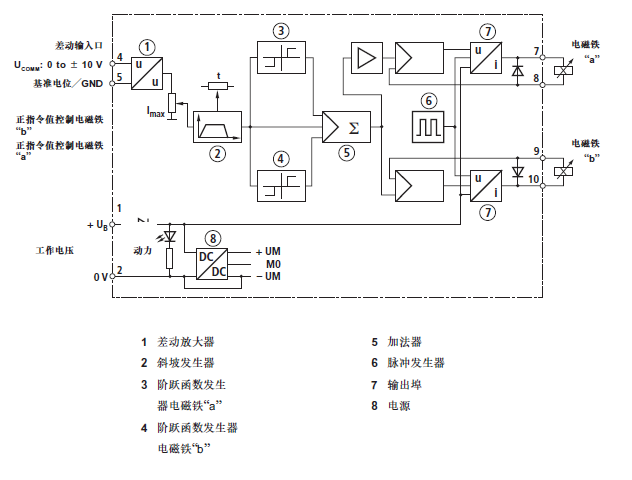 差动输入口
UCOMM: 0 to ± 10 V
4
基准电位／GND
5
u
u
1
Imax
t
2
3
4
5
Σ
6
7
u
i
7
8
电磁铁
“a”
正指令值控制电磁铁
“b”
正指令值控制电磁铁
“a”
9
10
电磁铁
“b”
u
i
7
1
+ UB
工作电压
动力
0 V
2
8
DC
DC
+ UM
M0
− UM
1 差动放大器
2 斜坡发生器
3 阶跃函数发生
器电磁铁“a”
4 阶跃函数发生器
电磁铁“b”
5 加法器
6 脉冲发生器
7 输出埠
8 电源